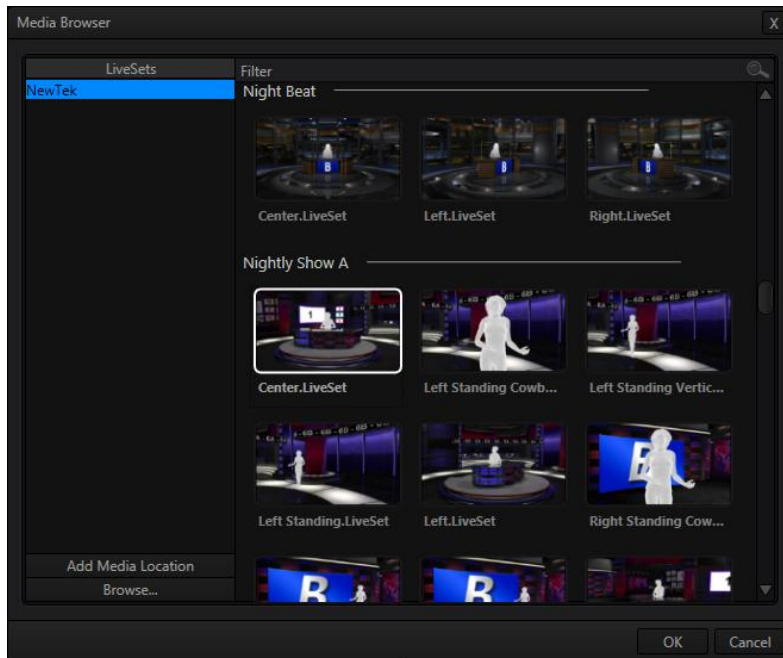 Media Browser
X
LiveSets
Filter
NewTek
Night Beat
B
B
B
Center.LiveSet
Left.LiveSet
Right.LiveSet
Nightly Show A
1
Center.LiveSet
Left Standing Cowb...
Left Standing Vertic...
B
Left Standing.LiveSet
Left.LiveSet
Right Standing Cow...
B
B
Add Media Location
Browse...
OK
Cancel